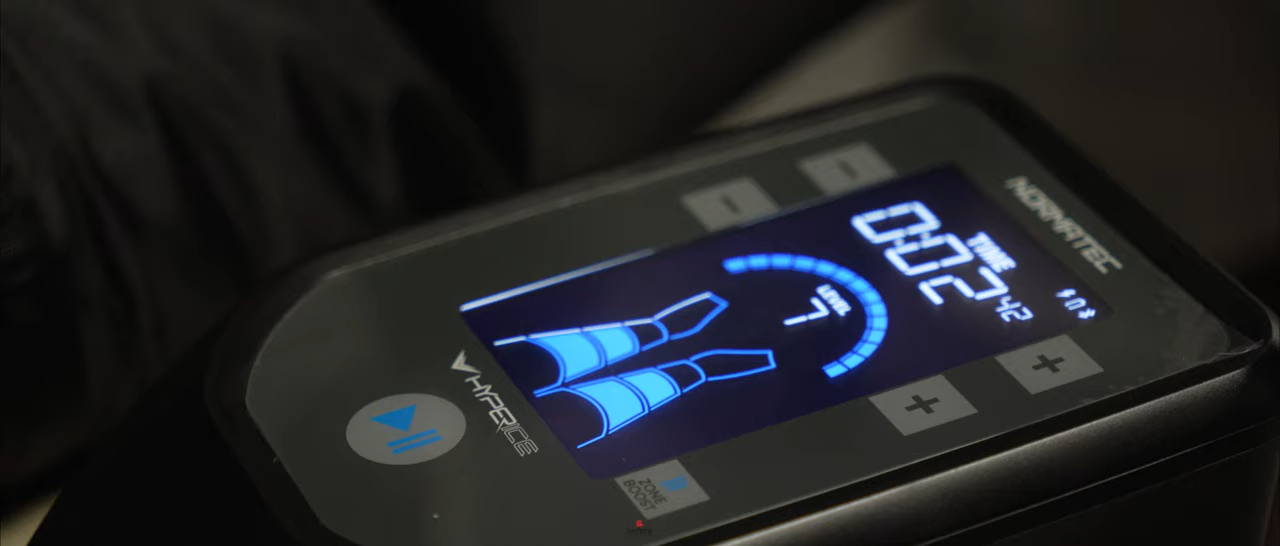 NORMATEC
TIME
0:02 42
LEVEL
7
HYPERICE
ZONE
BOOST